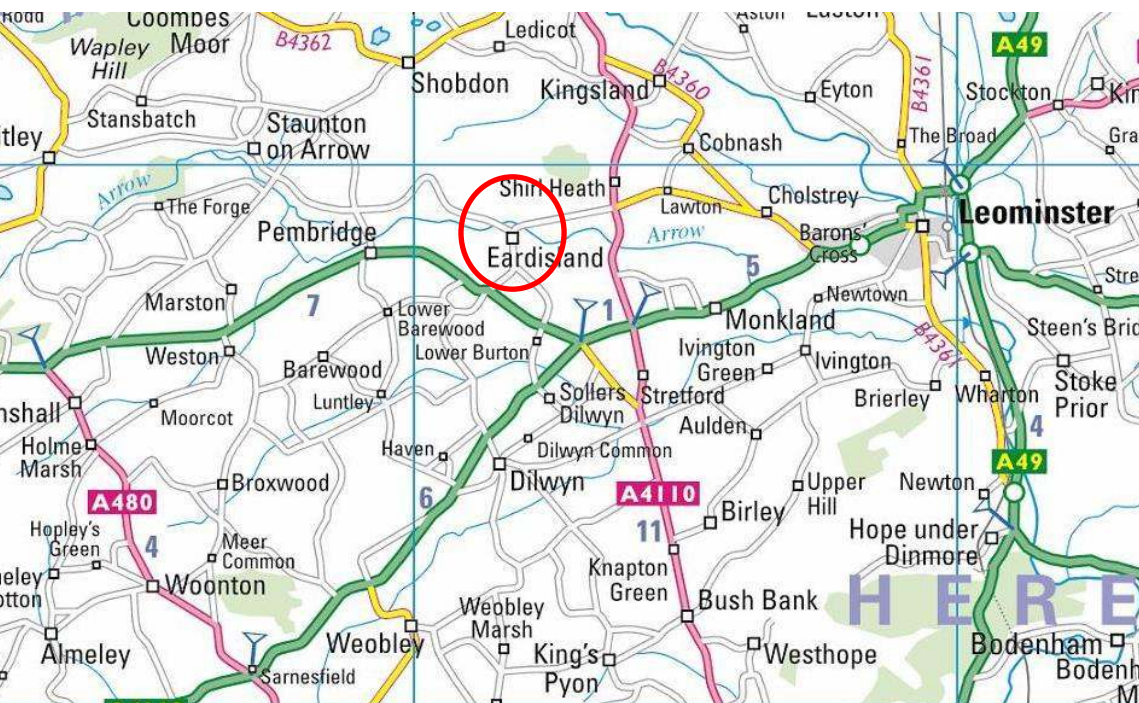 Coombes
Moor
Wapley
Hill
B4362
Ledicot
Shobdon
Kingsland
B4360
Eyton
B4361
A49
Stockton
Stansbatch
Staunton
on Arrow
Cobnash
The Broad
Arrow
The Forge
Shirl Heath
Lawton
Cholstrey
Leominster
Pembridge
Eardisland
Arrow
Barons'
Cross
5
Marston
7
Lower
Barewood
1
Monkland
Newtown
Steen's
Weston
Barewood
Lower Burton
Ivington
Green
Ivington
B4361
Luntley
Sollers
Dilwyn
Stretford
Brierley
Wharton
Stoke
Prior
Moorcot
Aulden
4
Holme
Marsh
Haven
Dilwyn Common
A49
Broxwood
Dilwyn
Upper
Hill
Newton
A480
6
A4110
Birley
Hopley's
Green
4
Meer
Common
11
Hope under
Dinmore
Woonton
Knapton
Green
HERE
Weobley
Marsh
Bush Bank
Almeley
Weobley
King's
Pyon
Westhope
Bodenham
Sarnesfield